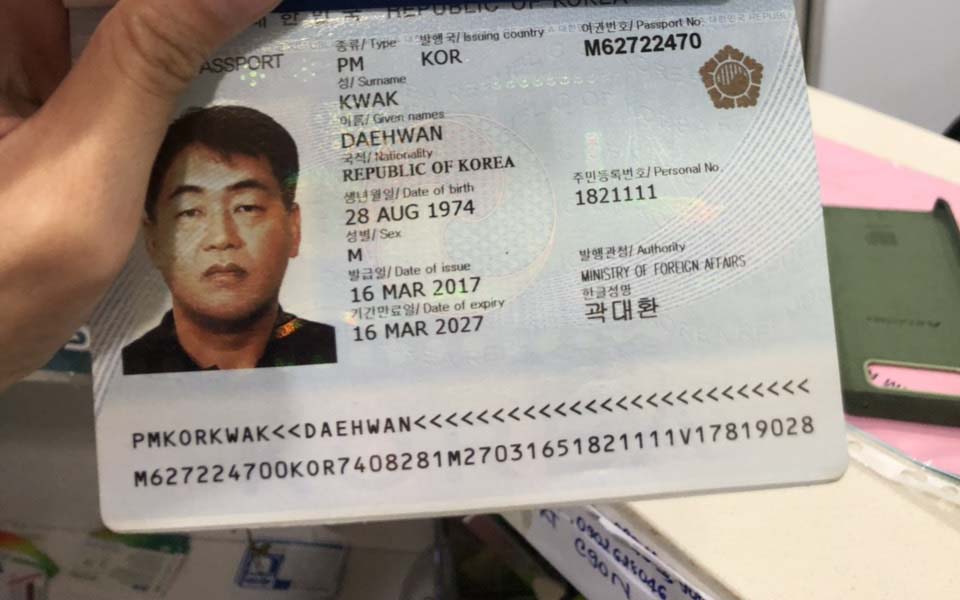 대한민국 REPUBLIC OF KOREA
PASSPORT
종류/ Type 발행국/ Issuing country 여권번호/ Passport No.
PM KOR M62722470
성/ Surname
KWAK
이름/ Given names
DAEHWAN
국적/ Nationality
REPUBLIC OF KOREA
생년월일/ Date of birth 주민등록번호/ Personal No.
28 AUG 1974 1821111
성별/ Sex
M
발급일/ Date of issue 발행관청/ Authority
16 MAR 2017 MINISTRY OF FOREIGN AFFAIRS
기간만료일/ Date of expiry 한글성명
16 MAR 2027 곽대환
PMKORKWAK<<DAEHWAN<<<<<<<<<<<<<<<<<<<<<<<<<<
M627224700KOR7408281M27031651821111V17819028